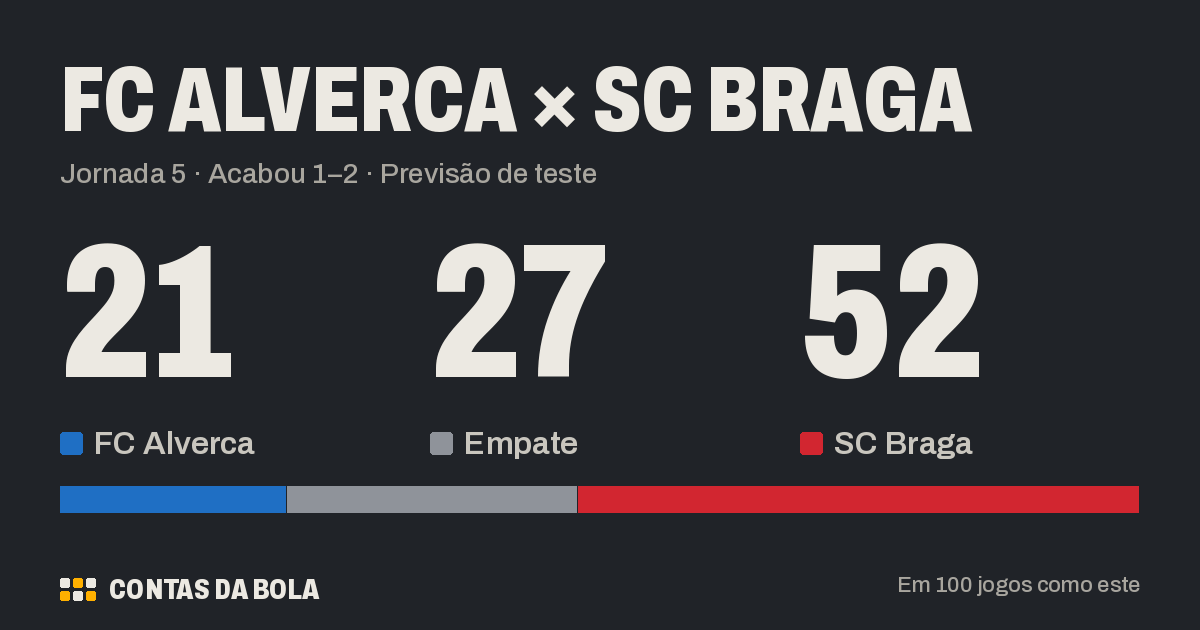 FC ALVERCA × SC BRAGA
Jornada 5 · Acabou 1–2 · Previsão de teste
21 27 52
FC Alverca Empate SC Braga
CONTAS DA BOLA Em 100 jogos como este